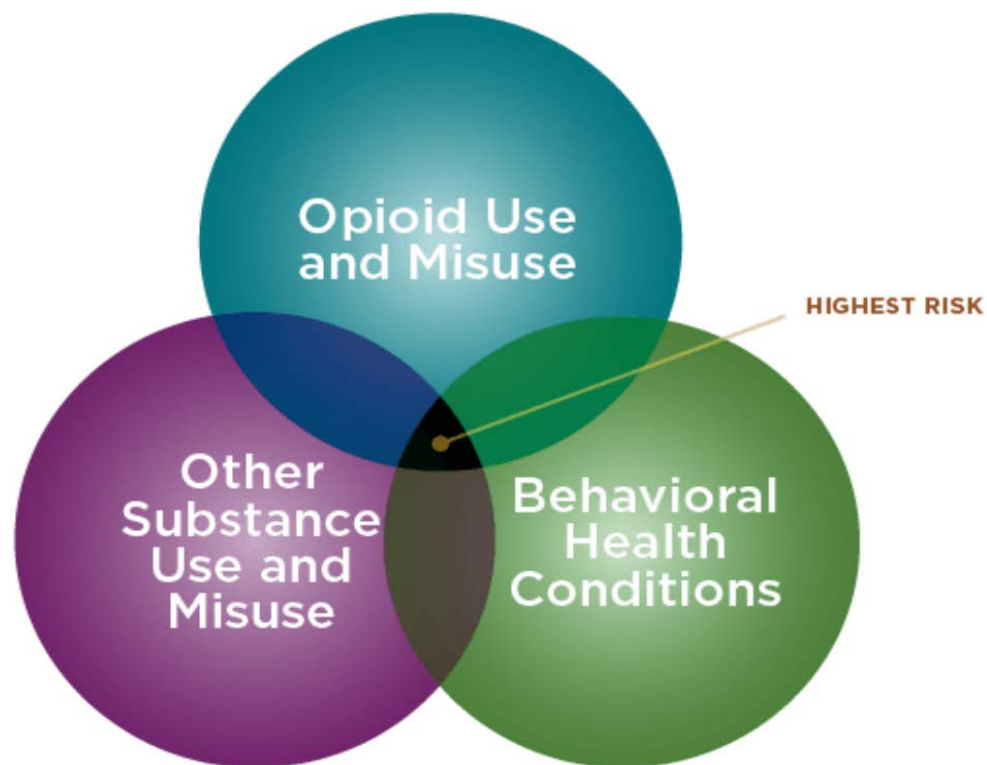 Opioid Use
and Misuse
HIGHEST RISK
Other
Substance
Use and
Misuse
Behavioral
Health
Conditions